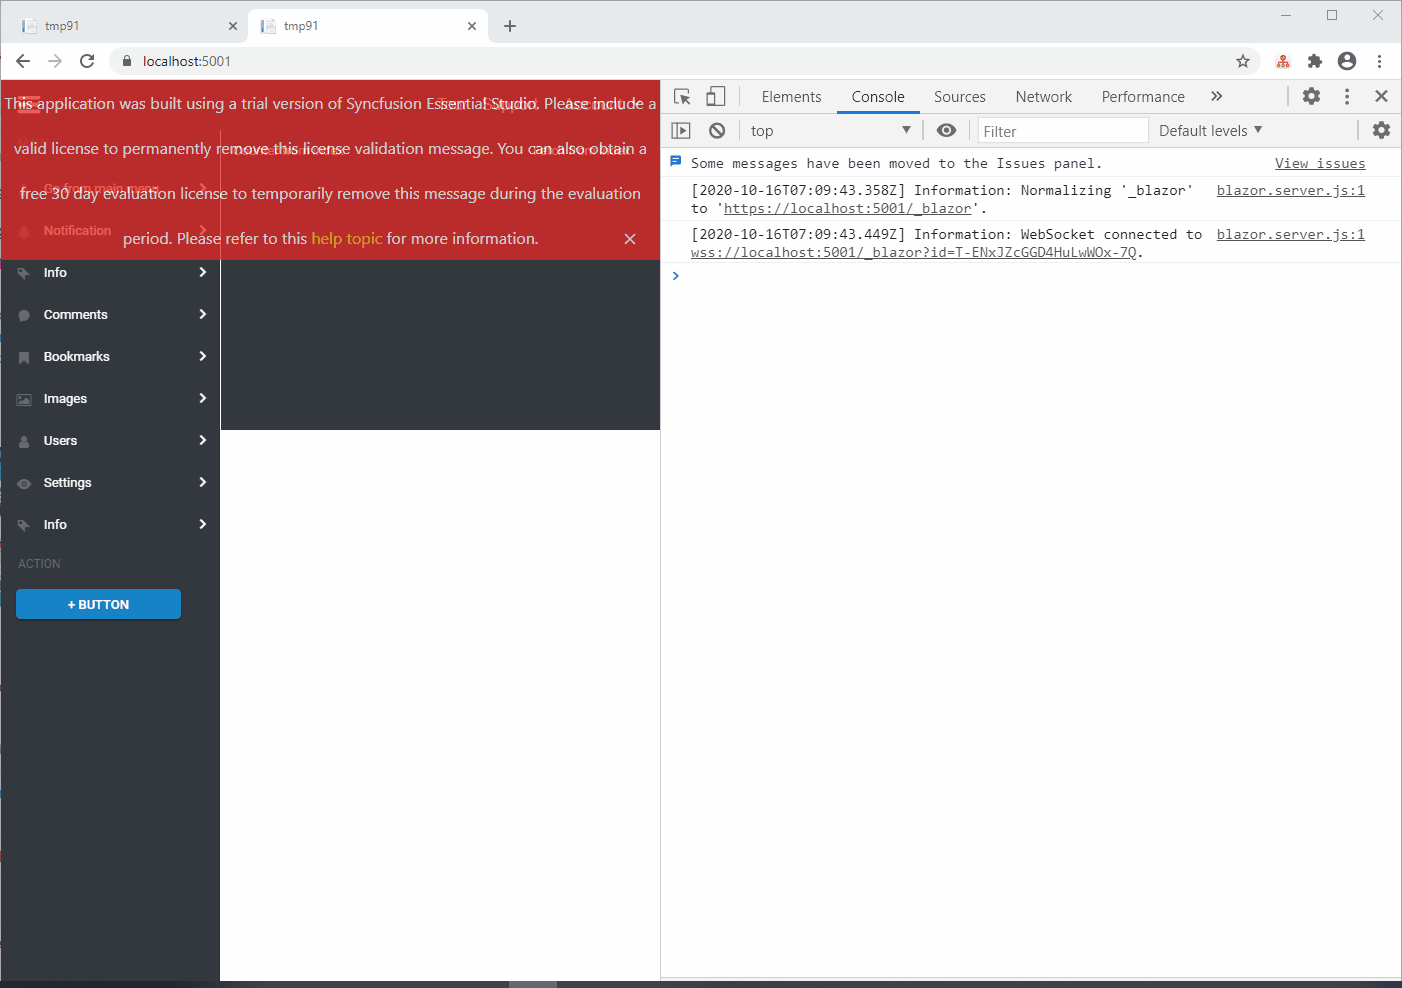 tmp91
tmp91
localhost:5001
This application was built using a trial version of Syncfusion Essential Studio. Please include a
valid license to permanently remove this license validation message. You can also obtain a
free 30 day evaluation license to temporarily remove this message during the evaluation
period. Please refer to this help topic for more information.
Support
Account
Go from main menu
Notification
Info
Comments
Bookmarks
Images
Users
Settings
Info
ACTION
+ BUTTON
Elements Console Sources Network Performance
top Filter Default levels
Some messages have been moved to the Issues panel. View issues
[2020-10-16T07:09:43.358Z] Information: Normalizing '_blazor' blazor.server.js:1
to 'https://localhost:5001/_blazor'.
[2020-10-16T07:09:43.449Z] Information: WebSocket connected to blazor.server.js:1
wss://localhost:5001/_blazor?id=T-ENxJZcGGD4HuLwWOx-7Q.